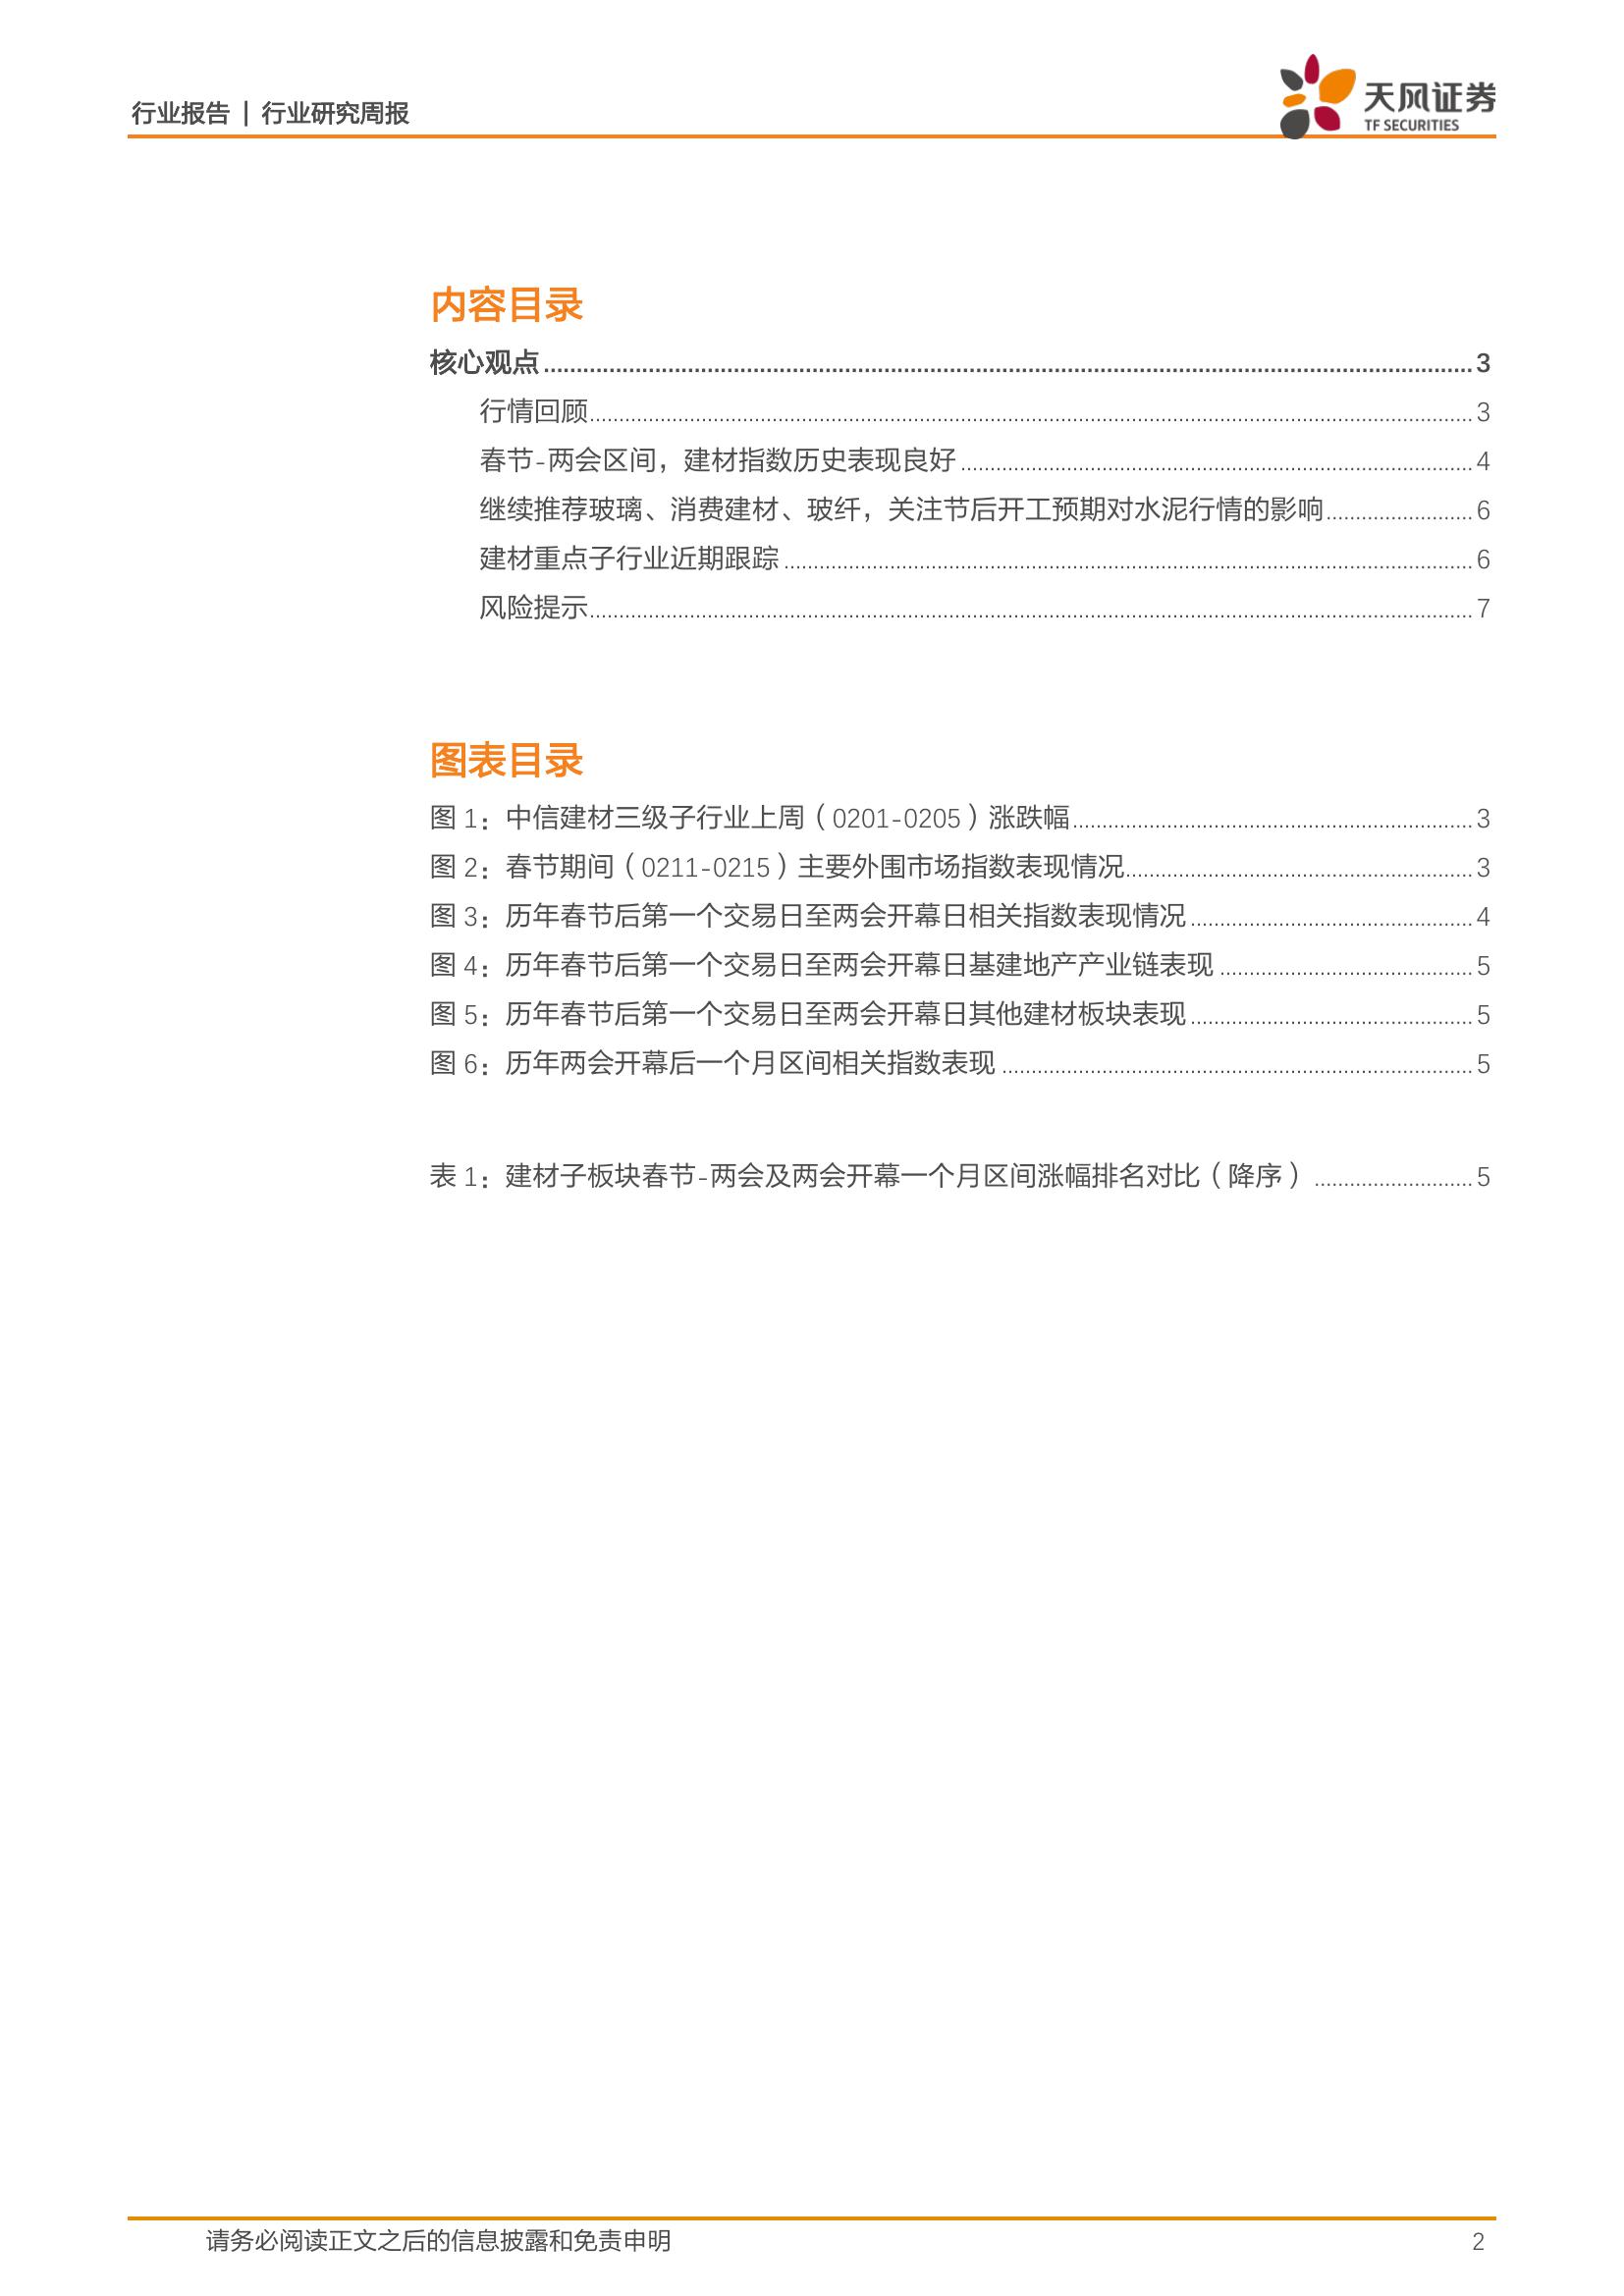 行业报告 | 行业研究周报
天风证券
TF SECURITIES
内容目录
核心观点 3
行情回顾 3
春节-两会区间，建材指数历史表现良好 4
继续推荐玻璃、消费建材、玻纤，关注节后开工预期对水泥行情的影响 6
建材重点子行业近期跟踪 6
风险提示 7
图表目录
图 1：中信建材三级子行业上周（0201-0205）涨跌幅 3
图 2：春节期间（0211-0215）主要外围市场指数表现情况 3
图 3：历年春节后第一个交易日至两会开幕日相关指数表现情况 4
图 4：历年春节后第一个交易日至两会开幕日基建地产产业链表现 5
图 5：历年春节后第一个交易日至两会开幕日其他建材板块表现 5
图 6：历年两会开幕后一个月区间相关指数表现 5
表 1：建材子板块春节-两会及两会开幕一个月区间涨幅排名对比（降序） 5
请务必阅读正文之后的信息披露和免责申明 2